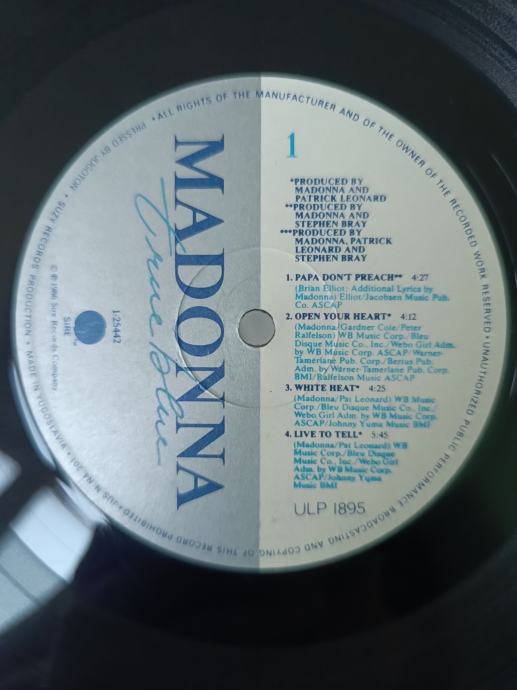 MADONNA
True blue
1-25442
SIRE
© ℗ 1986 Sire Records Company
1
*PRODUCED BY
MADONNA AND
PATRICK LEONARD
**PRODUCED BY
MADONNA AND
STEPHEN BRAY
***PRODUCED BY
MADONNA, PATRICK
LEONARD AND
STEPHEN BRAY
1. PAPA DON'T PREACH** 4:27
(Brian Elliot; Additional Lyrics by
Madonna) Elliot/Jacobsen Music Pub.
Co. ASCAP
2. OPEN YOUR HEART* 4:12
(Madonna/Gardner Cole/Peter
Rafelson) WB Music Corp., Bleu
Disque Music Co., Inc./Webo Girl Adm.
by WB Music Corp. ASCAP/Warner-
Tamerlane Pub. Corp./Bertus Pub.
Adm. by Warner-Tamerlane Pub. Corp.
BMI/Rafelson Music ASCAP
3. WHITE HEAT* 4:25
(Madonna/Pat Leonard) WB Music
Corp./Bleu Disque Music Co., Inc./
Webo Girl Adm. by WB Music Corp.
ASCAP/Johnny Yuma Music BMI
4. LIVE TO TELL* 5:45
(Madonna/Pat Leonard) WB
Music Corp./Bleu Disque
Music Co., Inc./Webo Girl
Adm. by WB Music Corp.
ASCAP/Johnny Yuma
Music BMI
ULP 1895
• ALL RIGHTS OF THE MANUFACTURER AND OF THE OWNER OF THE RECORDED WORK RESERVED • UNAUTHORIZED PUBLIC PERFORMANCE BROADCASTING AND COPYING OF THIS RECORD PROHIBITED • JUS.N.N4.201 • MADE IN YUGOSLAVIA • SUZY RECORDS PRODUCTION • PRESSED BY JUGOTON